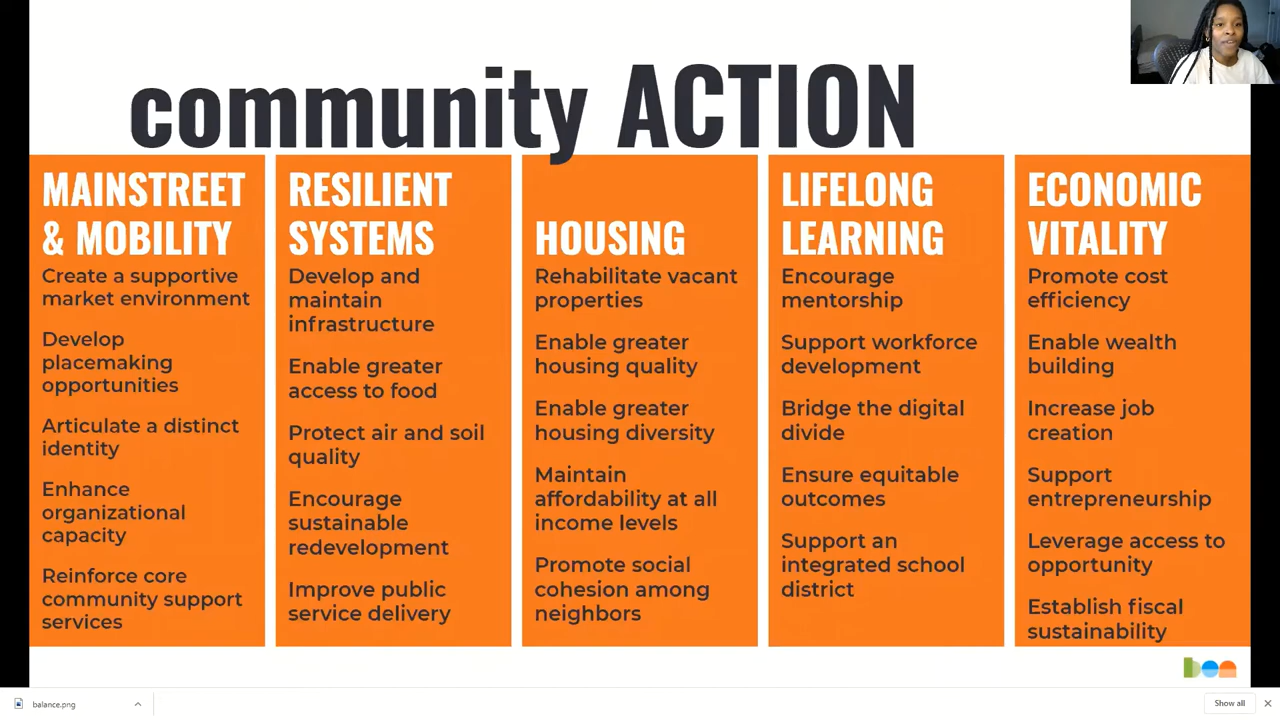 community ACTION
MAINSTREET
& MOBILITY
Create a supportive
market environment
Develop
placemaking
opportunities
Articulate a distinct
identity
Enhance
organizational
capacity
Reinforce core
community support
services
RESILIENT
SYSTEMS
Develop and
maintain
infrastructure
Enable greater
access to food
Protect air and soil
quality
Encourage
sustainable
redevelopment
Improve public
service delivery
HOUSING
Rehabilitate vacant
properties
Enable greater
housing quality
Enable greater
housing diversity
Maintain
affordability at all
income levels
Promote social
cohesion among
neighbors
LIFELONG
LEARNING
Encourage
mentorship
Support workforce
development
Bridge the digital
divide
Ensure equitable
outcomes
Support an
integrated school
district
ECONOMIC
VITALITY
Promote cost
efficiency
Enable wealth
building
Increase job
creation
Support
entrepreneurship
Leverage access to
opportunity
Establish fiscal
sustainability
bon
balance.png
Show all